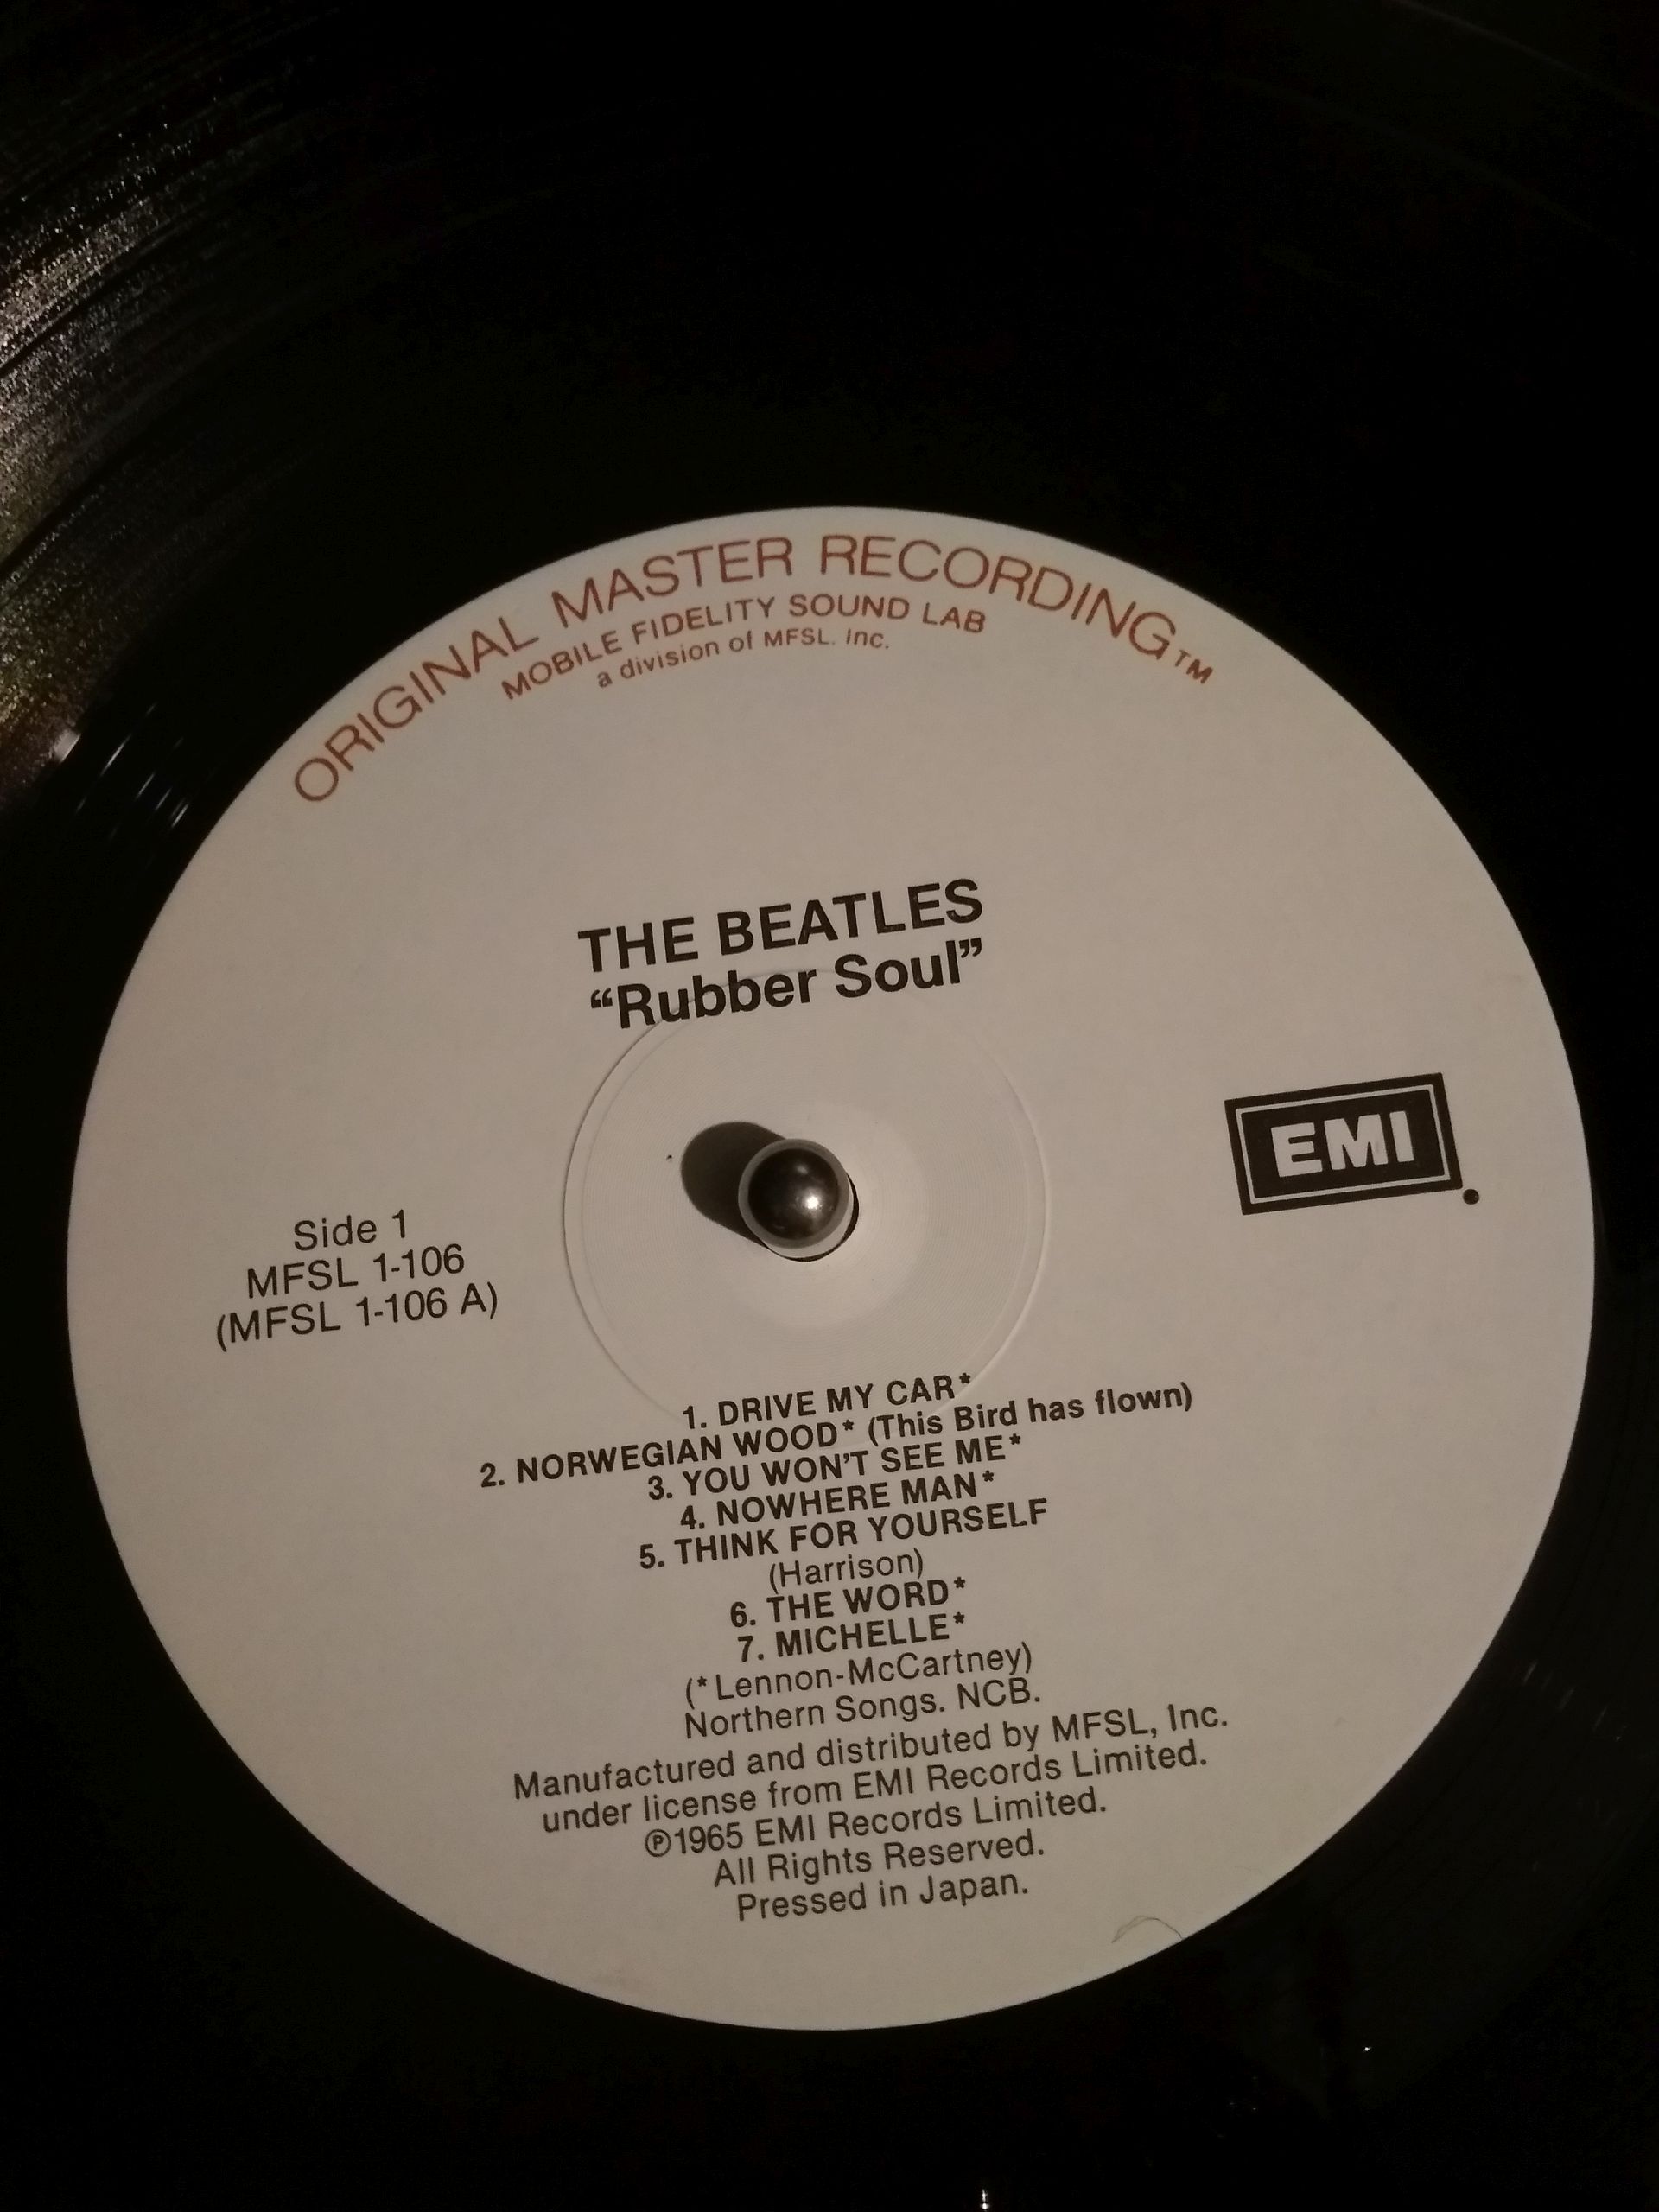 ORIGINAL MASTER RECORDING™
MOBILE FIDELITY SOUND LAB
a division of MFSL. Inc.
THE BEATLES
“Rubber Soul”
EMI
Side 1
MFSL 1-106
(MFSL 1-106 A)
1. DRIVE MY CAR*
2. NORWEGIAN WOOD* (This Bird has flown)
3. YOU WON’T SEE ME*
4. NOWHERE MAN*
5. THINK FOR YOURSELF
(Harrison)
6. THE WORD*
7. MICHELLE*
(*Lennon-McCartney)
Northern Songs. NCB.
Manufactured and distributed by MFSL, Inc.
under license from EMI Records Limited.
℗1965 EMI Records Limited.
All Rights Reserved.
Pressed in Japan.